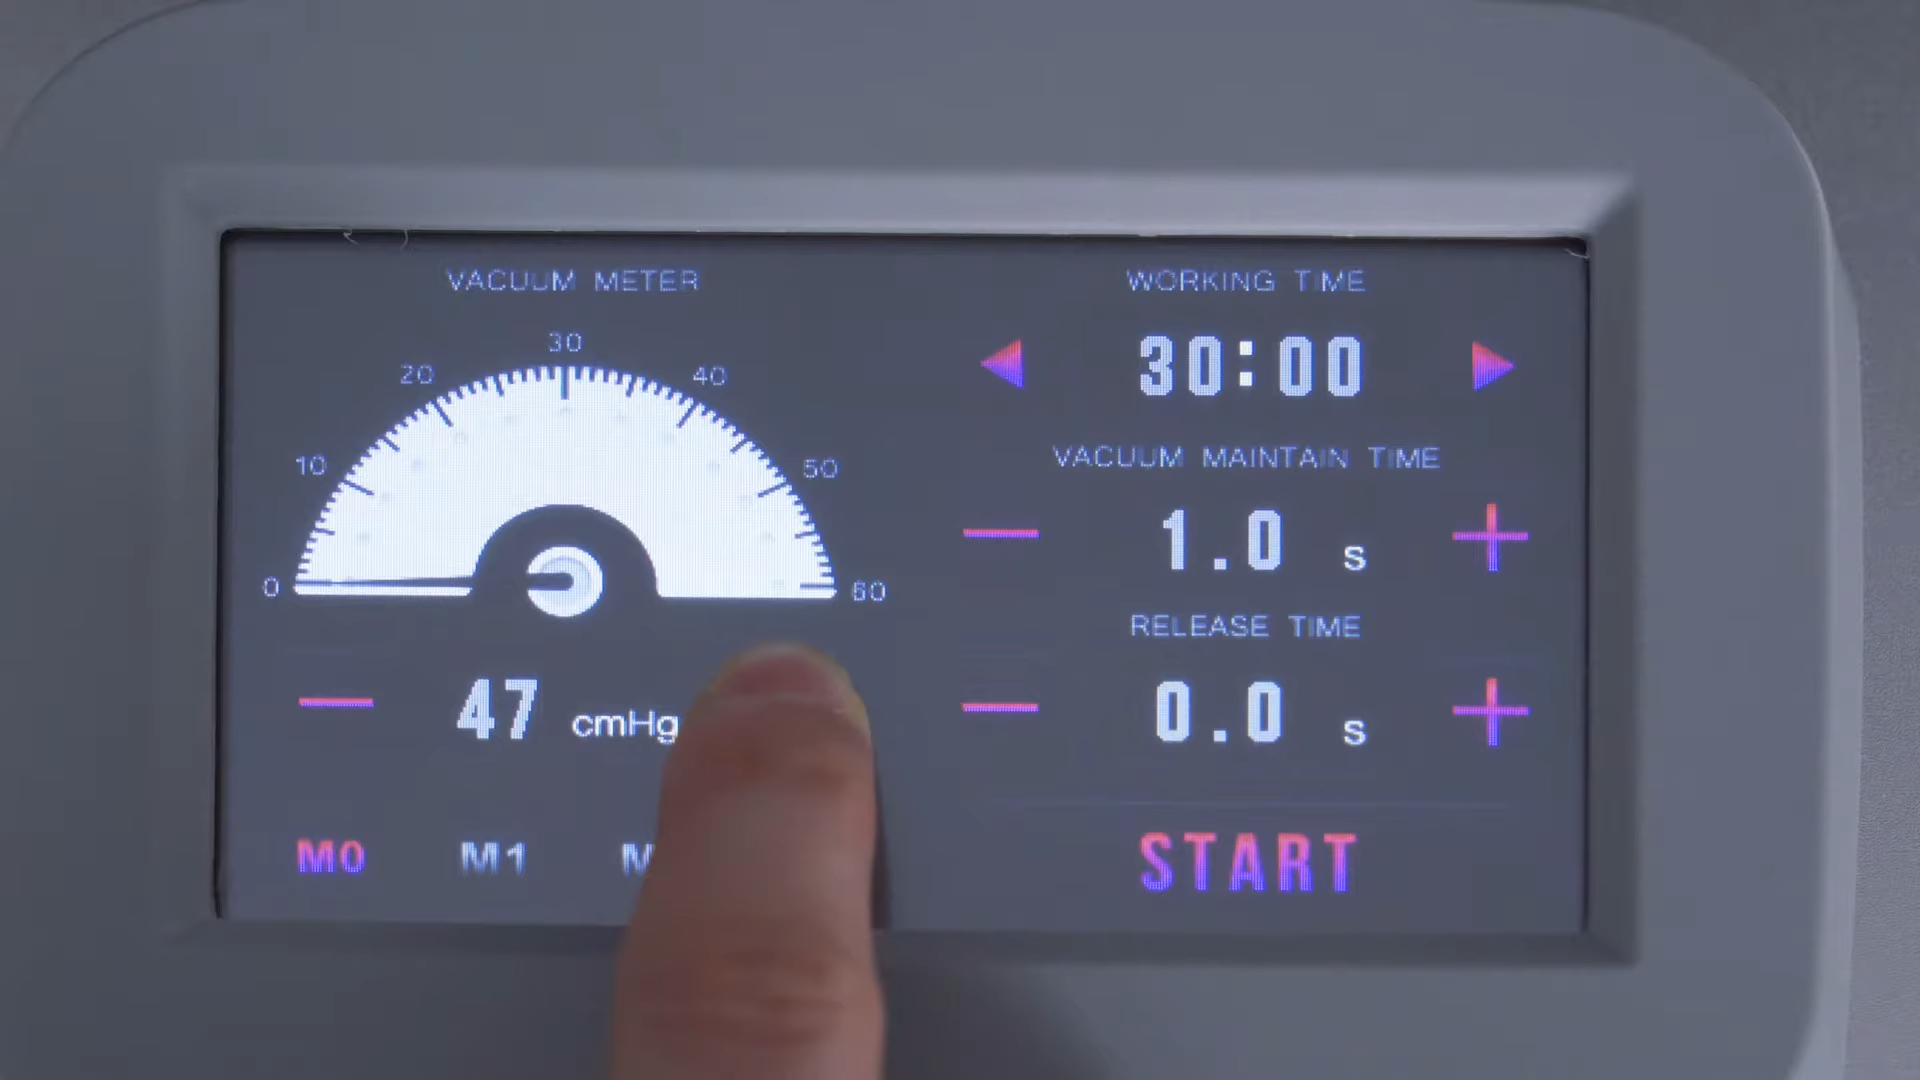 VACUUM METER
0 10 20 30 40 50 60
47 cmHg
M0 M1 M
WORKING TIME
30:00
VACUUM MAINTAIN TIME
1.0 s
RELEASE TIME
0.0 s
START